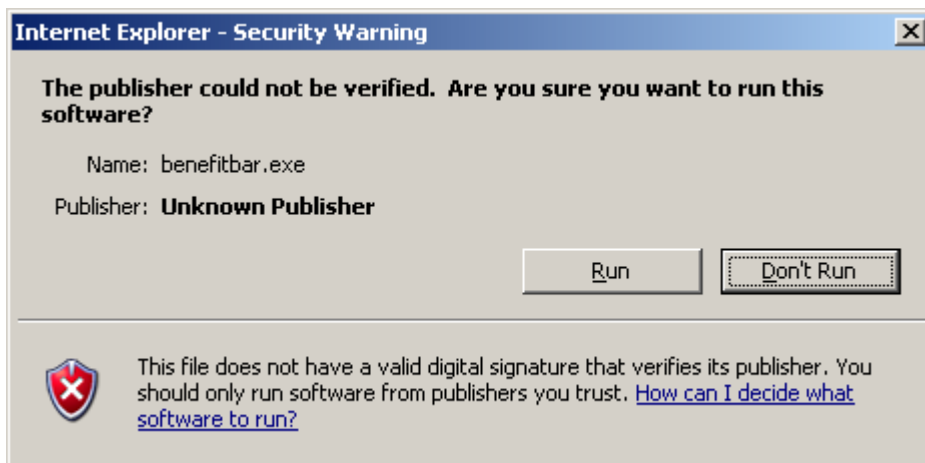 Internet Explorer - Security Warning
The publisher could not be verified.  Are you sure you want to run this
software?
Name: benefitbar.exe
Publisher: Unknown Publisher
Run
Don't Run
This file does not have a valid digital signature that verifies its publisher. You
should only run software from publishers you trust. How can I decide what
software to run?